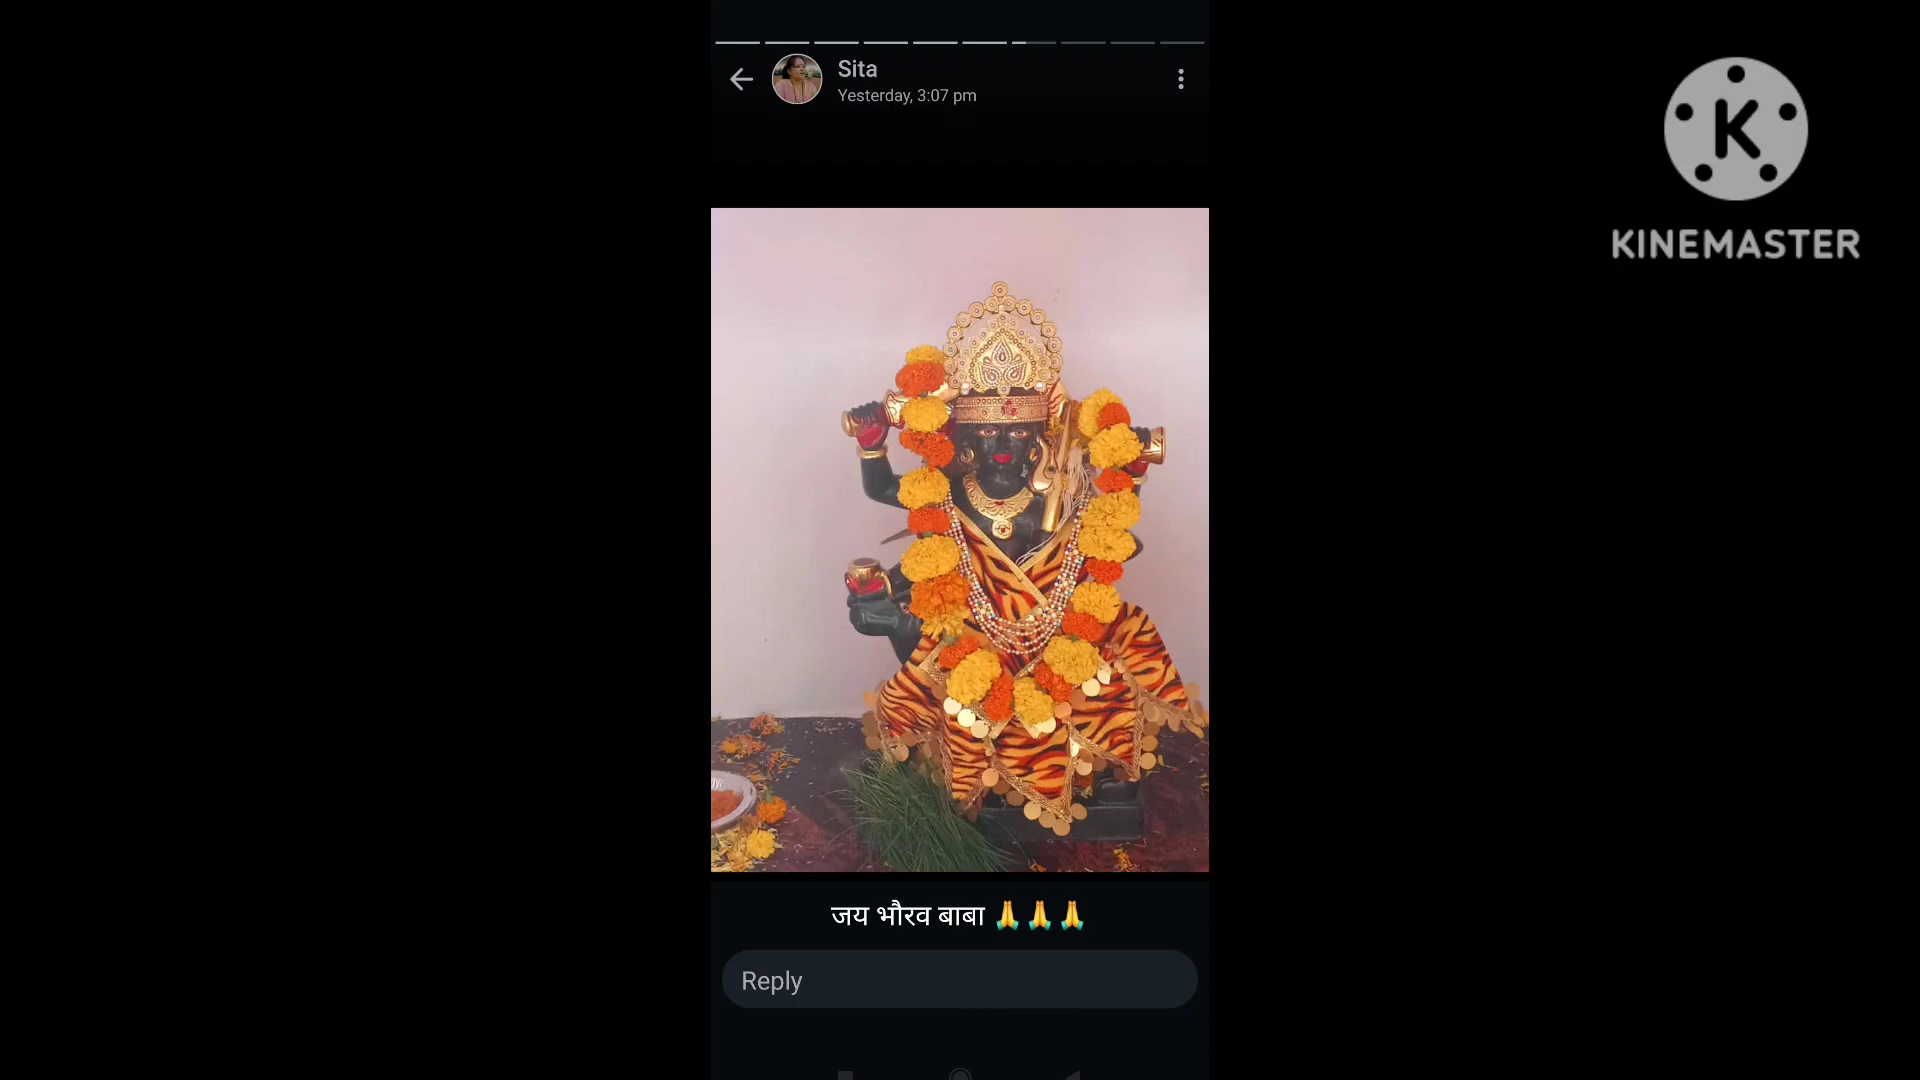 Sita
Yesterday, 3:07 pm
K
KINEMASTER
जय भौरव बाबा 🙏🙏🙏
Reply